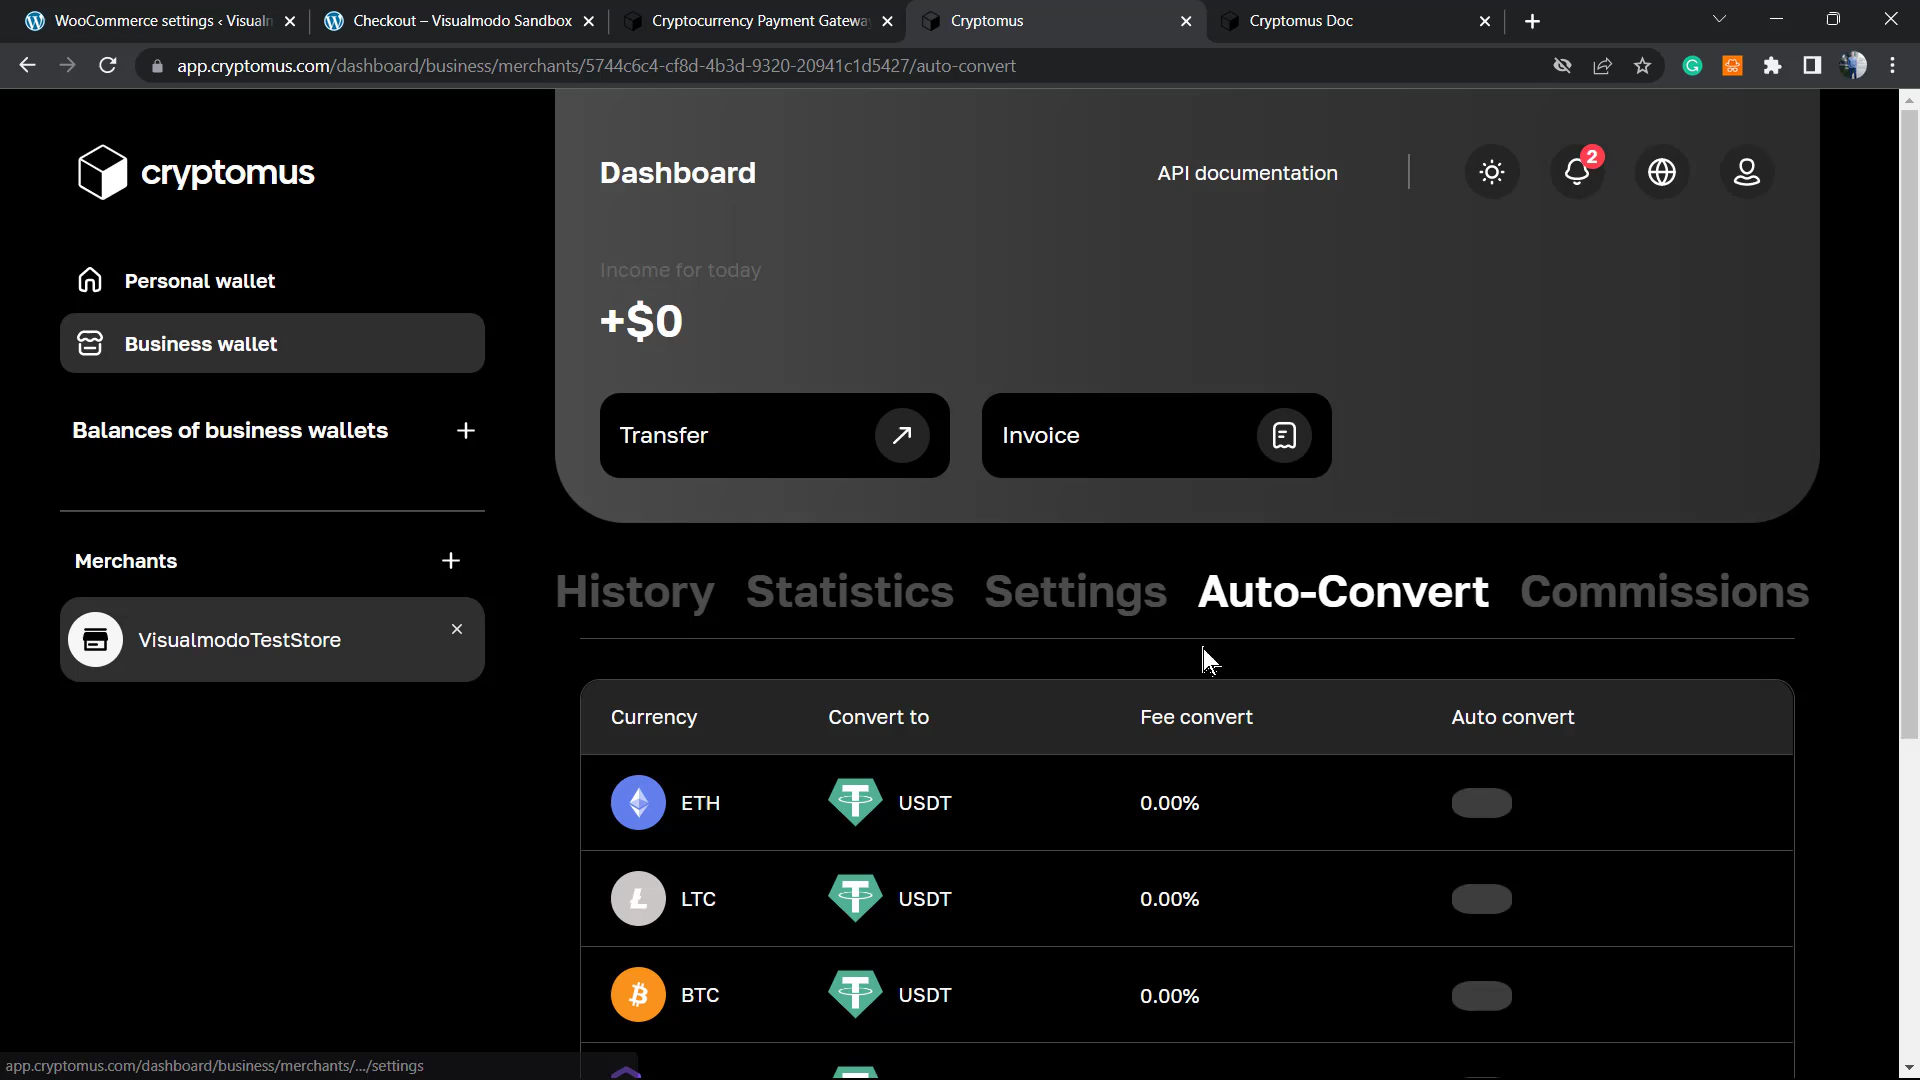 WooCommerce settings ‹ Visualm
Checkout – Visualmodo Sandbox
Cryptocurrency Payment Gateway
Cryptomus
Cryptomus Doc
app.cryptomus.com/dashboard/business/merchants/5744c6c4-cf8d-4b3d-9320-20941c1d5427/auto-convert
cryptomus
Dashboard
API documentation
2
Personal wallet
Income for today
+$0
Business wallet
Balances of business wallets
Transfer
Invoice
Merchants
VisualmodoTestStore
History Statistics Settings Auto-Convert Commissions
Currency Convert to Fee convert Auto convert
ETH USDT 0.00%
LTC USDT 0.00%
BTC USDT 0.00%
app.cryptomus.com/dashboard/business/merchants/.../settings